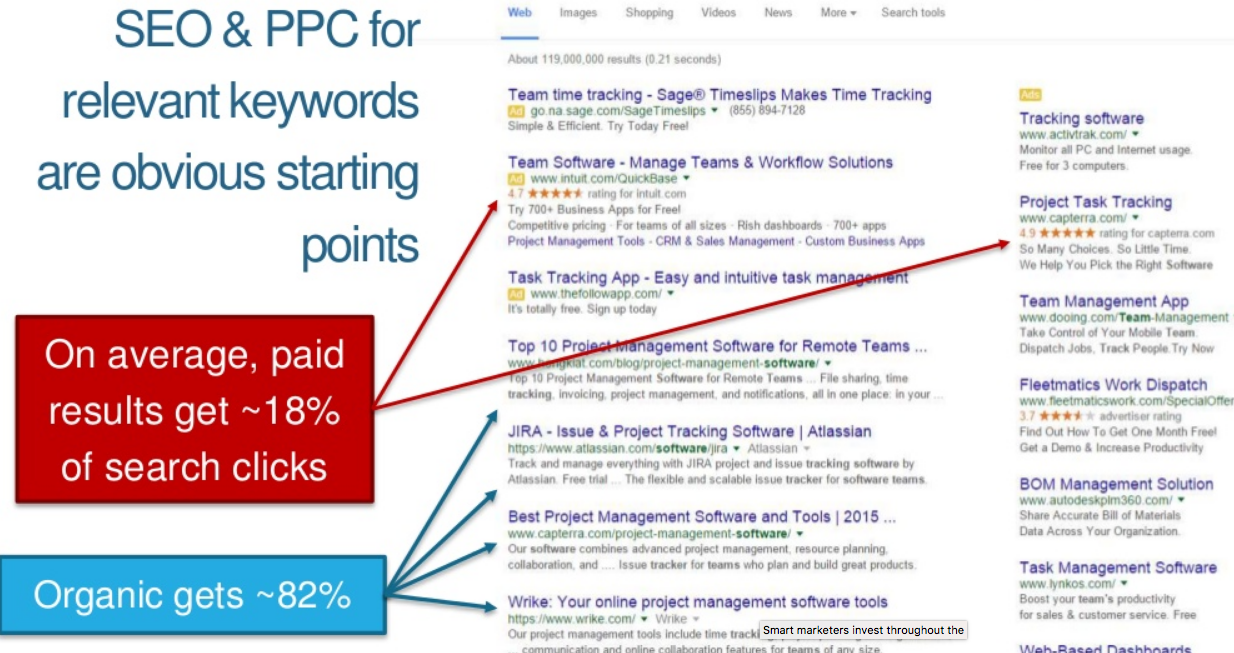 SEO & PPC for
relevant keywords
are obvious starting
points
On average, paid
results get ~18%
of search clicks
Organic gets ~82%
Web Images Shopping Videos News More Search tools
About 119,000,000 results (0.21 seconds)
Team time tracking - Sage® Timeslips Makes Time Tracking
Ad go.na.sage.com/SageTimeslips (855) 894-7128
Simple & Efficient. Try Today Free!
Team Software - Manage Teams & Workflow Solutions
Ad www.intuit.com/QuickBase
4.7 ★★★★★ rating for intuit.com
Try 700+ Business Apps for Free!
Competitive pricing · For teams of all sizes · Rish dashboards · 700+ apps
Project Management Tools - CRM & Sales Management - Custom Business Apps
Task Tracking App - Easy and intuitive task management
Ad www.thefollowapp.com/
It's totally free. Sign up today
Top 10 Project Management Software for Remote Teams ...
www.hongkiat.com/blog/project-management-software/
Top 10 Project Management Software for Remote Teams ... File sharing, time
tracking, invoicing, project management, and notifications, all in one place: in your ...
JIRA - Issue & Project Tracking Software | Atlassian
https://www.atlassian.com/software/jira Atlassian
Track and manage everything with JIRA project and issue tracking software by
Atlassian. Free trial ... The flexible and scalable issue tracker for software teams.
Best Project Management Software and Tools | 2015 ...
www.capterra.com/project-management-software/
Our software combines advanced project management, resource planning,
collaboration, and .... Issue tracker for teams who plan and build great products.
Wrike: Your online project management software tools
https://www.wrike.com/ Wrike
Our project management tools include time tracki
Smart marketers invest throughout the
... communication and online collaboration features for teams of any size.
Ads
Tracking software
www.activtrak.com/
Monitor all PC and Internet usage.
Free for 3 computers.
Project Task Tracking
www.capterra.com/
4.9 ★★★★★ rating for capterra.com
So Many Choices. So Little Time.
We Help You Pick the Right Software
Team Management App
www.dooing.com/Team-Management
Take Control of Your Mobile Team.
Dispatch Jobs, Track People.Try Now
Fleetmatics Work Dispatch
www.fleetmaticswork.com/SpecialOffer
3.7 ★★★★☆ advertiser rating
Find Out How To Get One Month Free!
Get a Demo & Increase Productivity
BOM Management Solution
www.autodeskplm360.com/
Share Accurate Bill of Materials
Data Across Your Organization.
Task Management Software
www.lynkos.com/
Boost your team's productivity
for sales & customer service. Free
Web-Based Dashboards